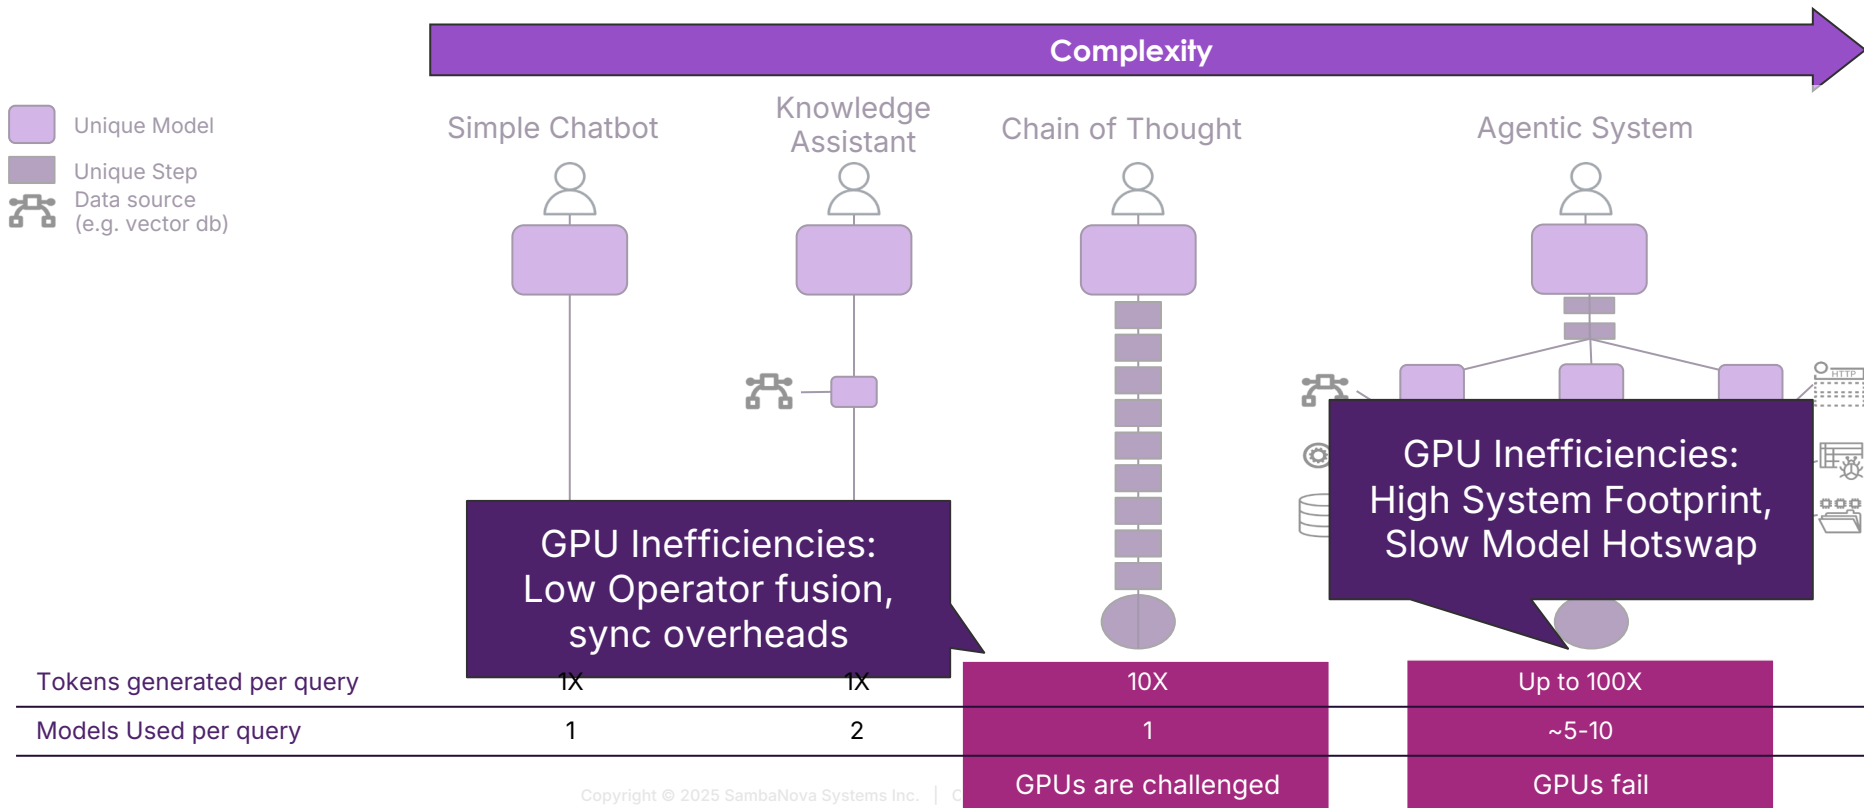 Complexity
Unique Model
Unique Step
Data source
(e.g. vector db)
Simple Chatbot
Knowledge
Assistant
Chain of Thought
Agentic System
HTTP
GPU Inefficiencies:
Low Operator fusion,
sync overheads
GPU Inefficiencies:
High System Footprint,
Slow Model Hotswap
Tokens generated per query
1X
1X
10X
Up to 100X
Models Used per query
1
2
1
~5-10
GPUs are challenged
GPUs fail
Copyright © 2025 SambaNova Systems Inc. |